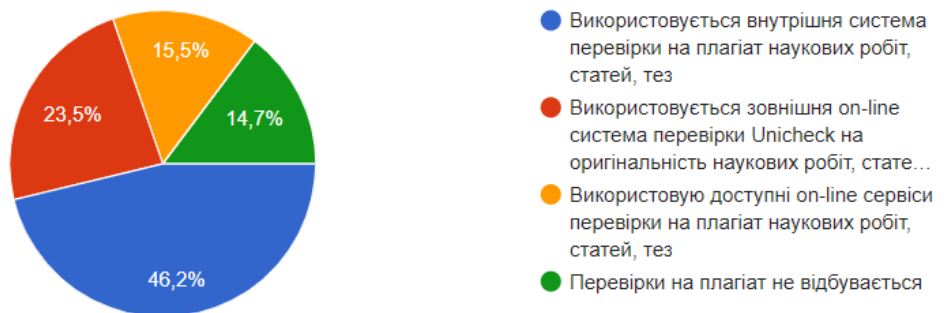 15,5%
23,5%
14,7%
46,2%
Використовується внутрішня система
перевірки на плагіат наукових робіт,
статей, тез
Використовується зовнішня on-line
система перевірки Unicheck на
оригінальність наукових робіт, стате...
Використовую доступні on-line сервіси
перевірки на плагіат наукових робіт,
статей, тез
Перевірки на плагіат не відбувається